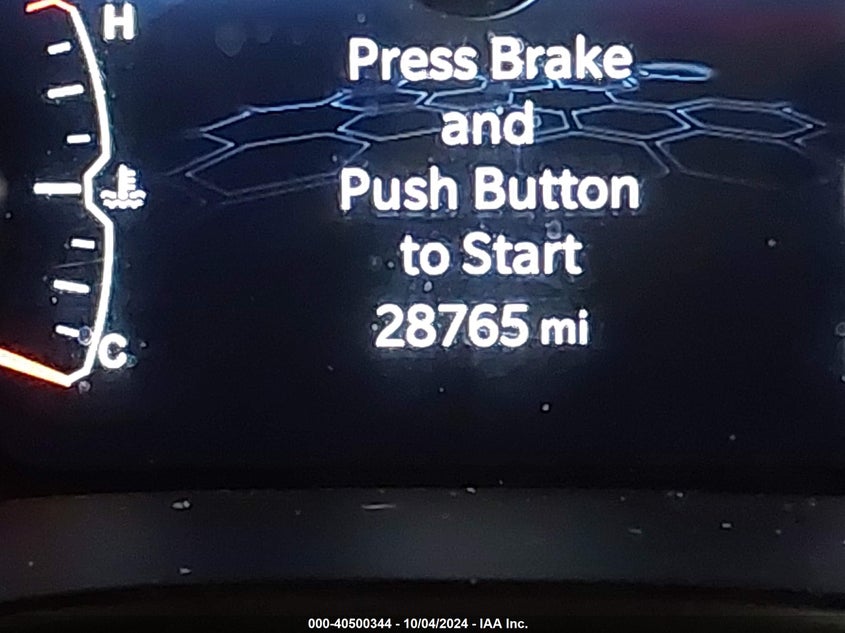 H
Press Brake
and
Push Button
to Start
28765 mi
C
000-40500344 - 10/04/2024 - IAA Inc.